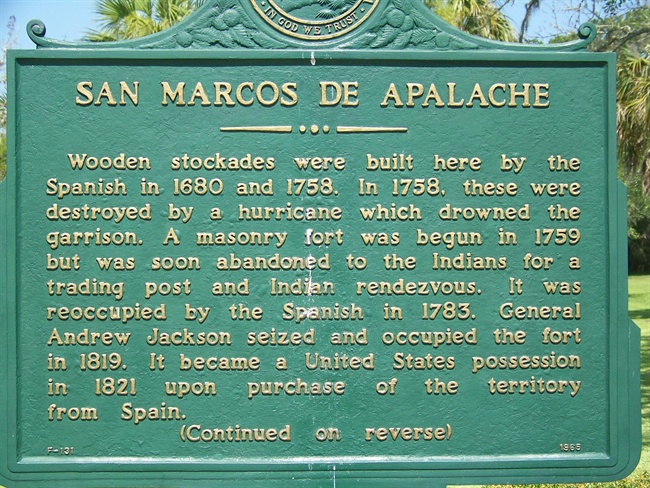 IN GOD WE TRUST
SAN MARCOS DE APALACHE
Wooden stockades were built here by the
Spanish in 1680 and 1758. In 1758, these were
destroyed by a hurricane which drowned the
garrison. A masonry fort was begun in 1759
but was soon abandoned to the Indians for a
trading post and Indian rendezvous. It was
reoccupied by the Spanish in 1783. General
Andrew Jackson seized and occupied the fort
in 1819. It became a United States possession
in 1821 upon purchase of the territory
from Spain.
(Continued on reverse)
F-131 1965